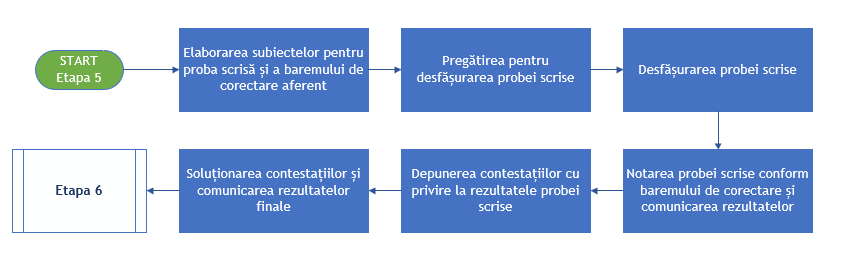 START
Etapa 5
Elaborarea subiectelor pentru
proba scrisă și a baremului de
corectare aferent
Pregătirea pentru
desfășurarea probei scrise
Desfășurarea probei scrise
Notarea probei scrise conform
baremului de corectare și
comunicarea rezultatelor
Depunerea contestațiilor cu
privire la rezultatele probei
scrise
Soluționarea contestațiilor și
comunicarea rezultatelor
finale
Etapa 6